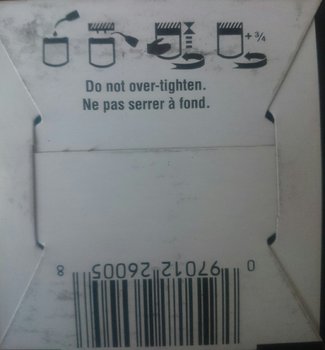 + 3/4
Do not over-tighten.
Ne pas serrer à fond.
0 97012 26005 8